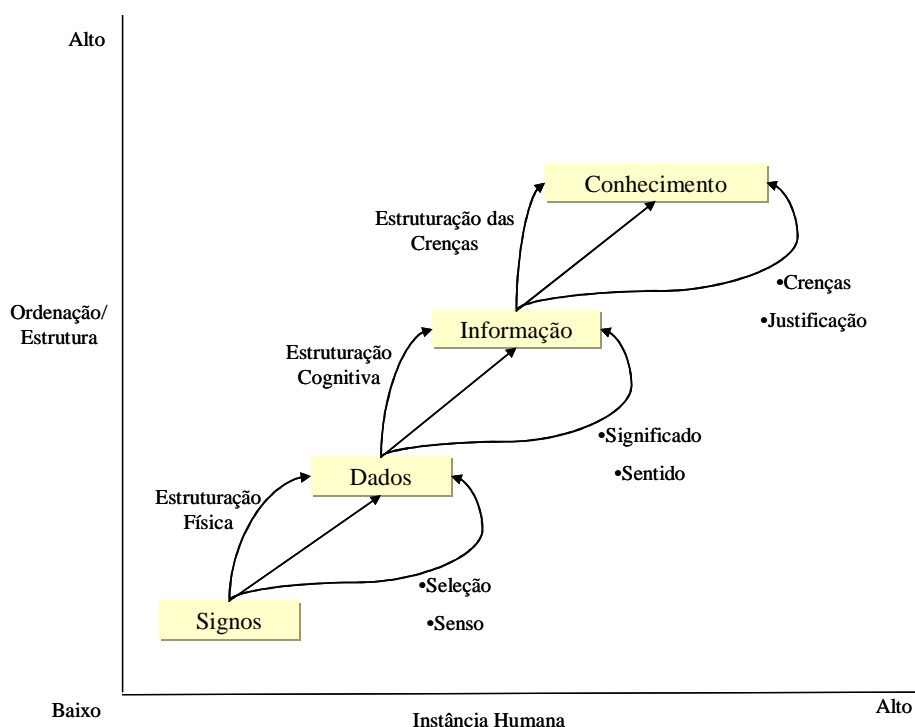 Alto
Conhecimento
Estruturação das
Crenças
•Crenças
•Justificação
Ordenação/
Estrutura
Informação
Estruturação
Cognitiva
•Significado
•Sentido
Dados
Estruturação
Física
•Seleção
•Senso
Signos
Baixo
Instância Humana
Alto